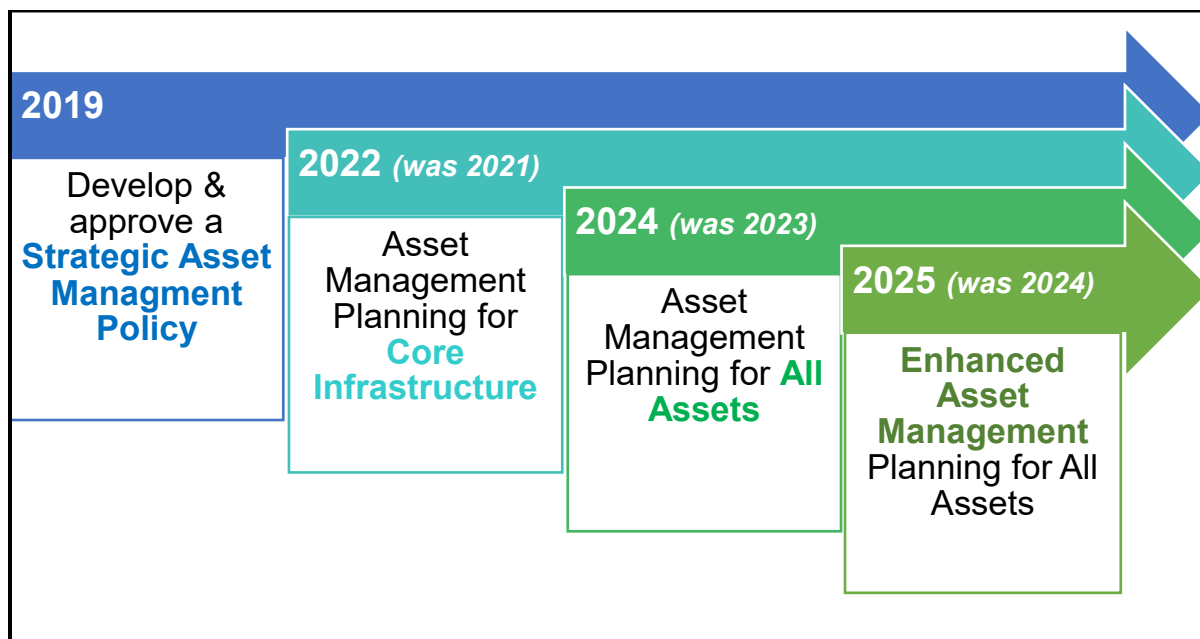 2019
Develop &
approve a
Strategic Asset
Managment
Policy
2022 (was 2021)
Asset
Management
Planning for
Core
Infrastructure
2024 (was 2023)
Asset
Management
Planning for All
Assets
2025 (was 2024)
Enhanced
Asset
Management
Planning for All
Assets